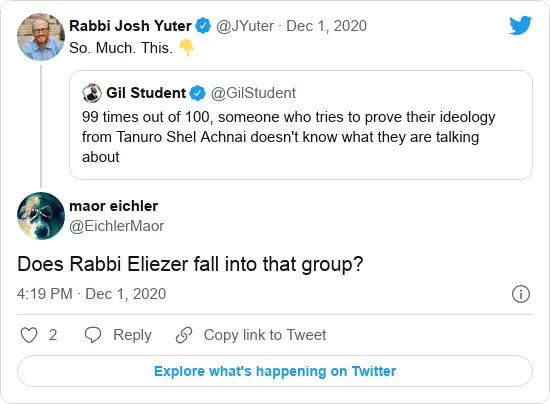 Rabbi Josh Yuter @JYuter · Dec 1, 2020
So. Much. This. 👇
Gil Student @GilStudent
99 times out of 100, someone who tries to prove their ideology
from Tanuro Shel Achnai doesn't know what they are talking
about
maor eichler
@EichlerMaor
Does Rabbi Eliezer fall into that group?
4:19 PM · Dec 1, 2020
2 Reply Copy link to Tweet
Explore what's happening on Twitter